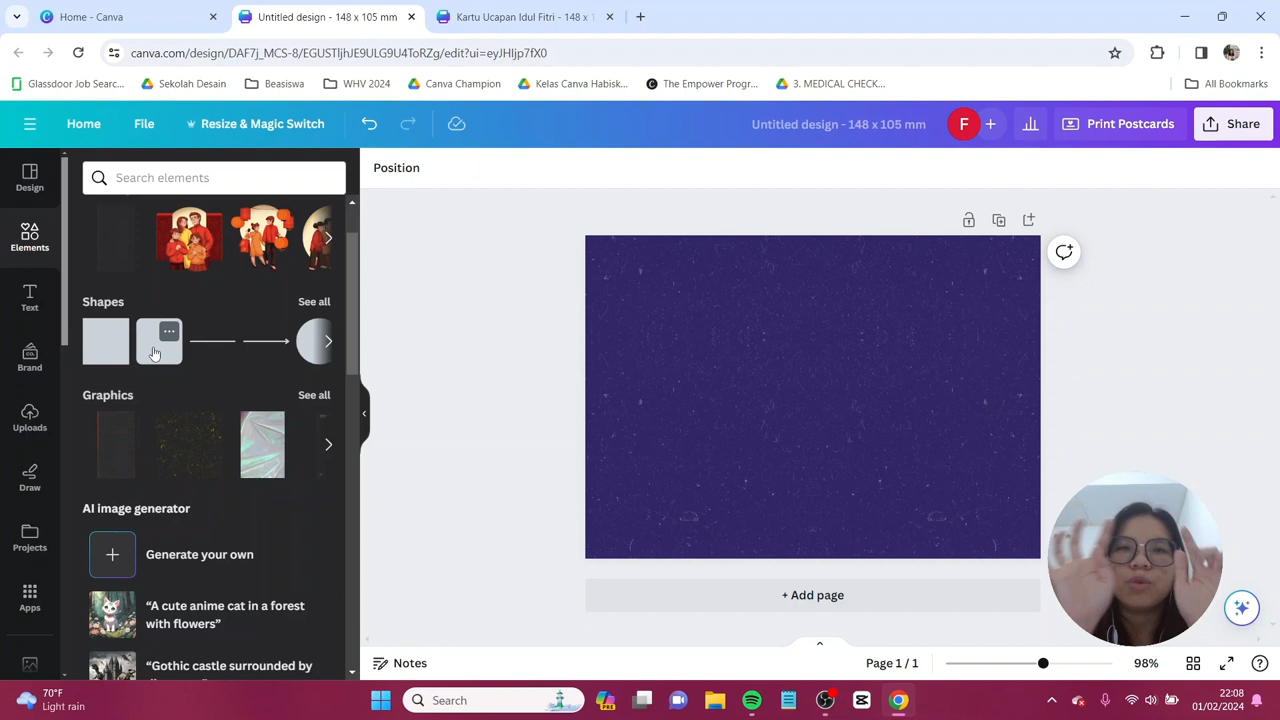 Home - Canva
Untitled design - 148 x 105 mm
Kartu Ucapan Idul Fitri - 148 x 1
canva.com/design/DAF7j_MCS-8/EGUSTljhJE9ULG9U4ToRZg/edit?ui=eyJHIjp7fX0
Glassdoor Job Searc...
Sekolah Desain
Beasiswa
WHV 2024
Canva Champion
Kelas Canva Habisk...
The Empower Progr...
3. MEDICAL CHECK...
All Bookmarks
Home
File
Resize & Magic Switch
Untitled design - 148 x 105 mm
F
Print Postcards
Share
Design
Elements
Text
Brand
Uploads
Draw
Projects
Apps
Search elements
Position
Shapes
See all
Graphics
See all
AI image generator
Generate your own
“A cute anime cat in a forest
with flowers”
“Gothic castle surrounded by
+ Add page
Notes
Page 1 / 1
98%
70°F
Light rain
Search
22:08
01/02/2024